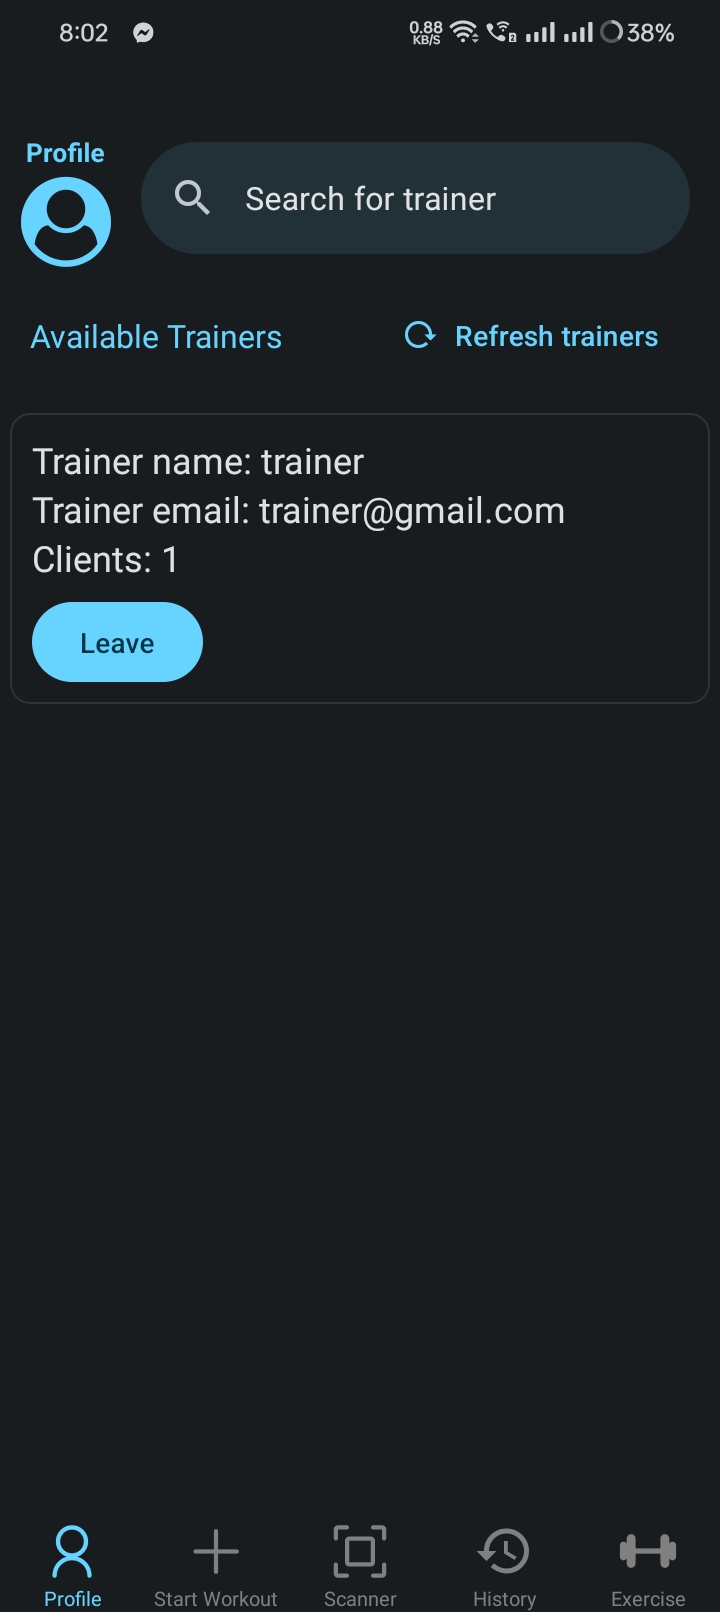 8:02
0.88
KB/S
38%
Profile
Search for trainer
Available Trainers
Refresh trainers
Trainer name: trainer
Trainer email: trainer@gmail.com
Clients: 1
Leave
Profile
Start Workout
Scanner
History
Exercise